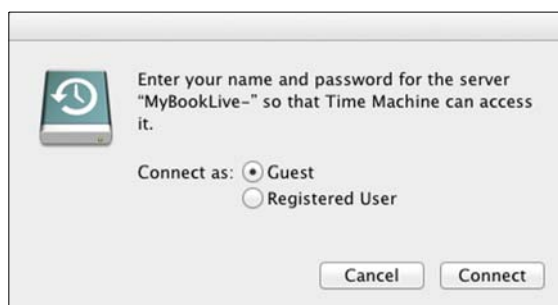 Enter your name and password for the server
“MyBookLive-” so that Time Machine can access
it.
Connect as: Guest
Registered User
Cancel Connect